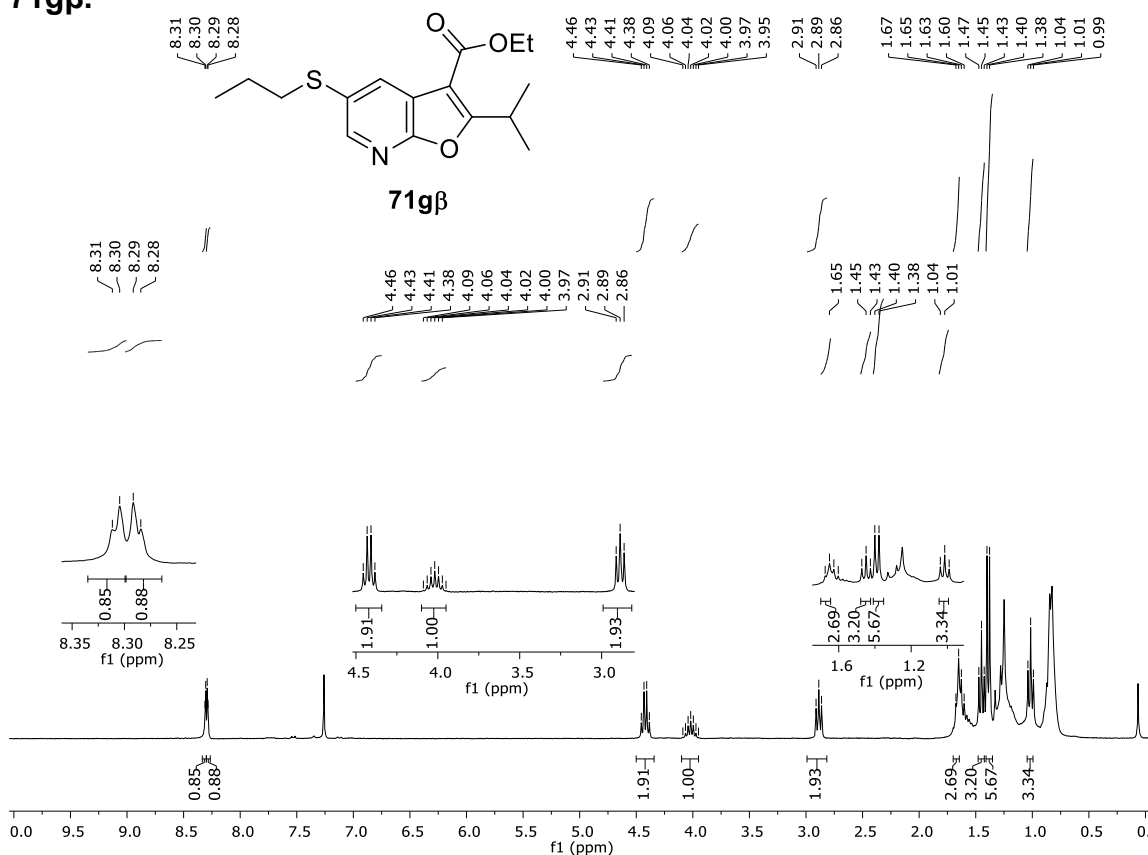 71gβ.
8.31 8.30 8.29 8.28
4.46 4.43 4.41 4.38 4.09 4.06 4.04 4.02 4.00 3.97 3.95
2.91 2.89 2.86
1.67 1.65 1.63 1.60 1.47 1.45 1.43 1.40 1.38 1.04 1.01 0.99
O
OEt
S
N
O
71gβ
8.31 8.30 8.29 8.28
4.46 4.43 4.41 4.38 4.09 4.06 4.04 4.02 4.00 3.97 2.91 2.89 2.86
1.65 1.45 1.43 1.40 1.38 1.04 1.01
0.85 0.88
8.35 8.30 8.25
f1 (ppm)
1.91 1.00 1.93
4.5 4.0 3.5 3.0
f1 (ppm)
2.69 3.20 5.67 3.34
1.6 1.2
f1 (ppm)
0.85 0.88 1.91 1.00 1.93 2.69 3.20 5.67 3.34
0.0 9.5 9.0 8.5 8.0 7.5 7.0 6.5 6.0 5.5 5.0 4.5 4.0 3.5 3.0 2.5 2.0 1.5 1.0 0.5 0.
f1 (ppm)